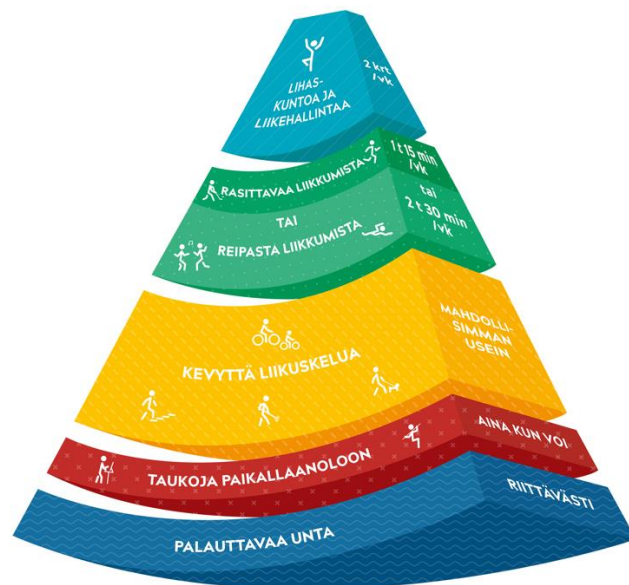 LIHAS-
KUNTOA JA
LIIKEHALLINTAA
2 krt
/vk
RASITTAVAA LIIKKUMISTA
1 t 15 min
/vk
TAI
REIPASTA LIIKKUMISTA
tai
2 t 30 min
/vk
KEVYTTÄ LIIKUSKELUA
MAHDOLLI-
SIMMAN
USEIN
TAUKOJA PAIKALLAANOLOON
AINA KUN VOI
PALAUTTAVAA UNTA
RIITTÄVÄSTI